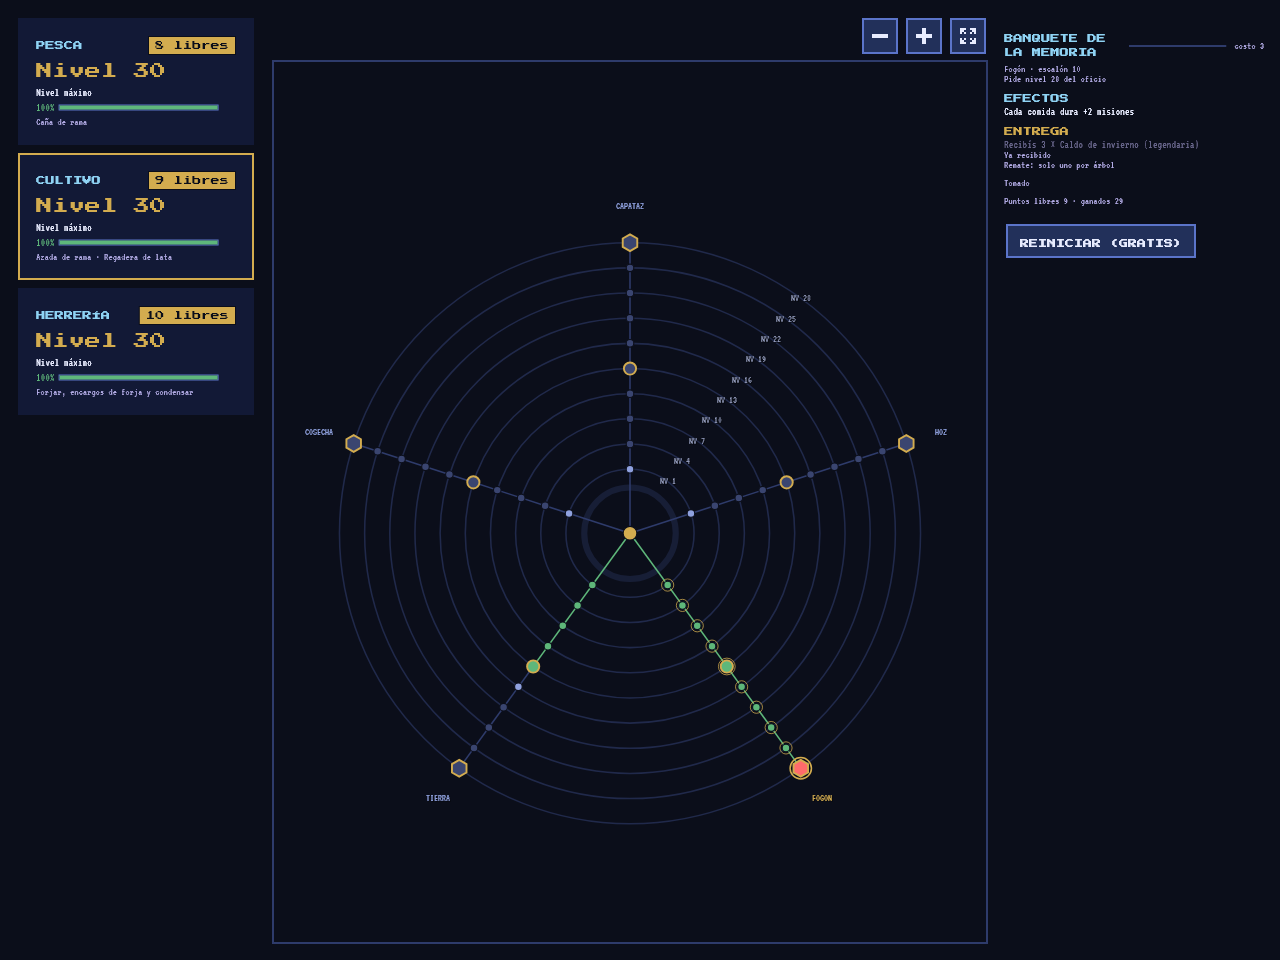 PESCA
8 libres
Nivel 30
Nivel máximo
100%
Caña de rama
CULTIVO
9 libres
Nivel 30
Nivel máximo
100%
Azada de rama · Regadera de lata
HERRERíA
10 libres
Nivel 30
Nivel máximo
100%
Forjar, encargos de forja y condensar
CAPATAZ
NV 28
NV 25
NV 22
NV 19
NV 16
NV 13
NV 10
NV 7
NV 4
NV 1
COSECHA
HOZ
TIERRA
FOGON
BANQUETE DE
LA MEMORIA
costo 3
Fogón · escalón 10
Pide nivel 28 del oficio
EFECTOS
Cada comida dura +2 misiones
ENTREGA
Recibís 3 × Caldo de invierno (legendaria)
Ya recibido
Remate: solo uno por árbol
Tomado
Puntos libres 9 · ganados 29
REINICIAR (GRATIS)